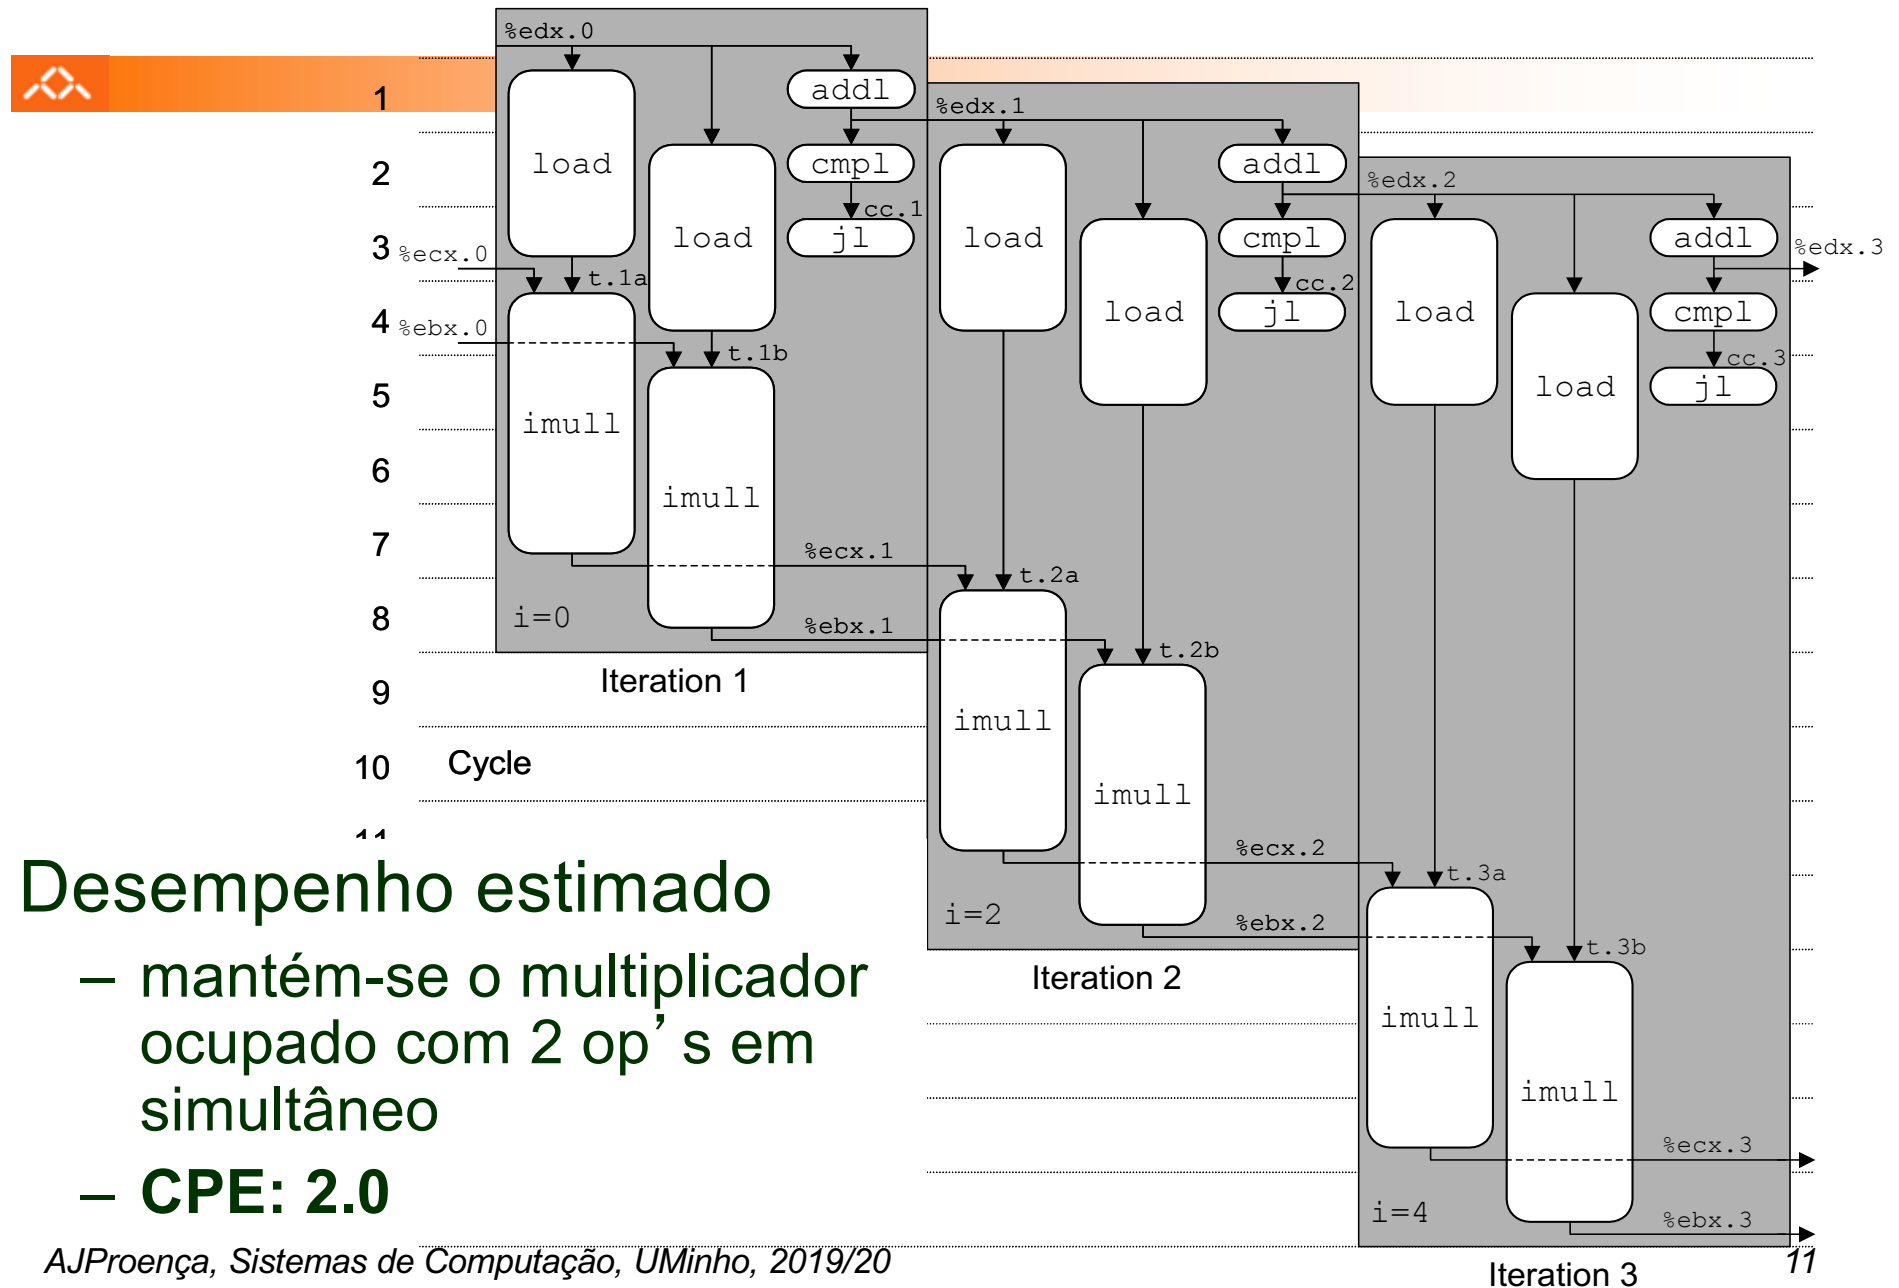 %edx.0
1
addl
%edx.1
load
load
cmpl
load
load
addl
2
%edx.2
cc.1
3
jl
cmpl
load
load
addl
%edx.3
%ecx.0
t.1a
cc.2
4
jl
cmpl
%ebx.0
t.1b
cc.3
5
jl
imull
6
imull
7
%ecx.1
t.2a
8
i=0
%ebx.1
t.2b
Iteration 1
9
imull
10
Cycle
imull
11
%ecx.2
t.3a
Desempenho estimado
i=2
%ebx.2
t.3b
– mantém-se o multiplicador
Iteration 2
ocupado com 2 op’s em
imull
simultâneo
imull
%ecx.3
– CPE: 2.0
i=4
%ebx.3
AJProença, Sistemas de Computação, UMinho, 2019/20
11
Iteration 3